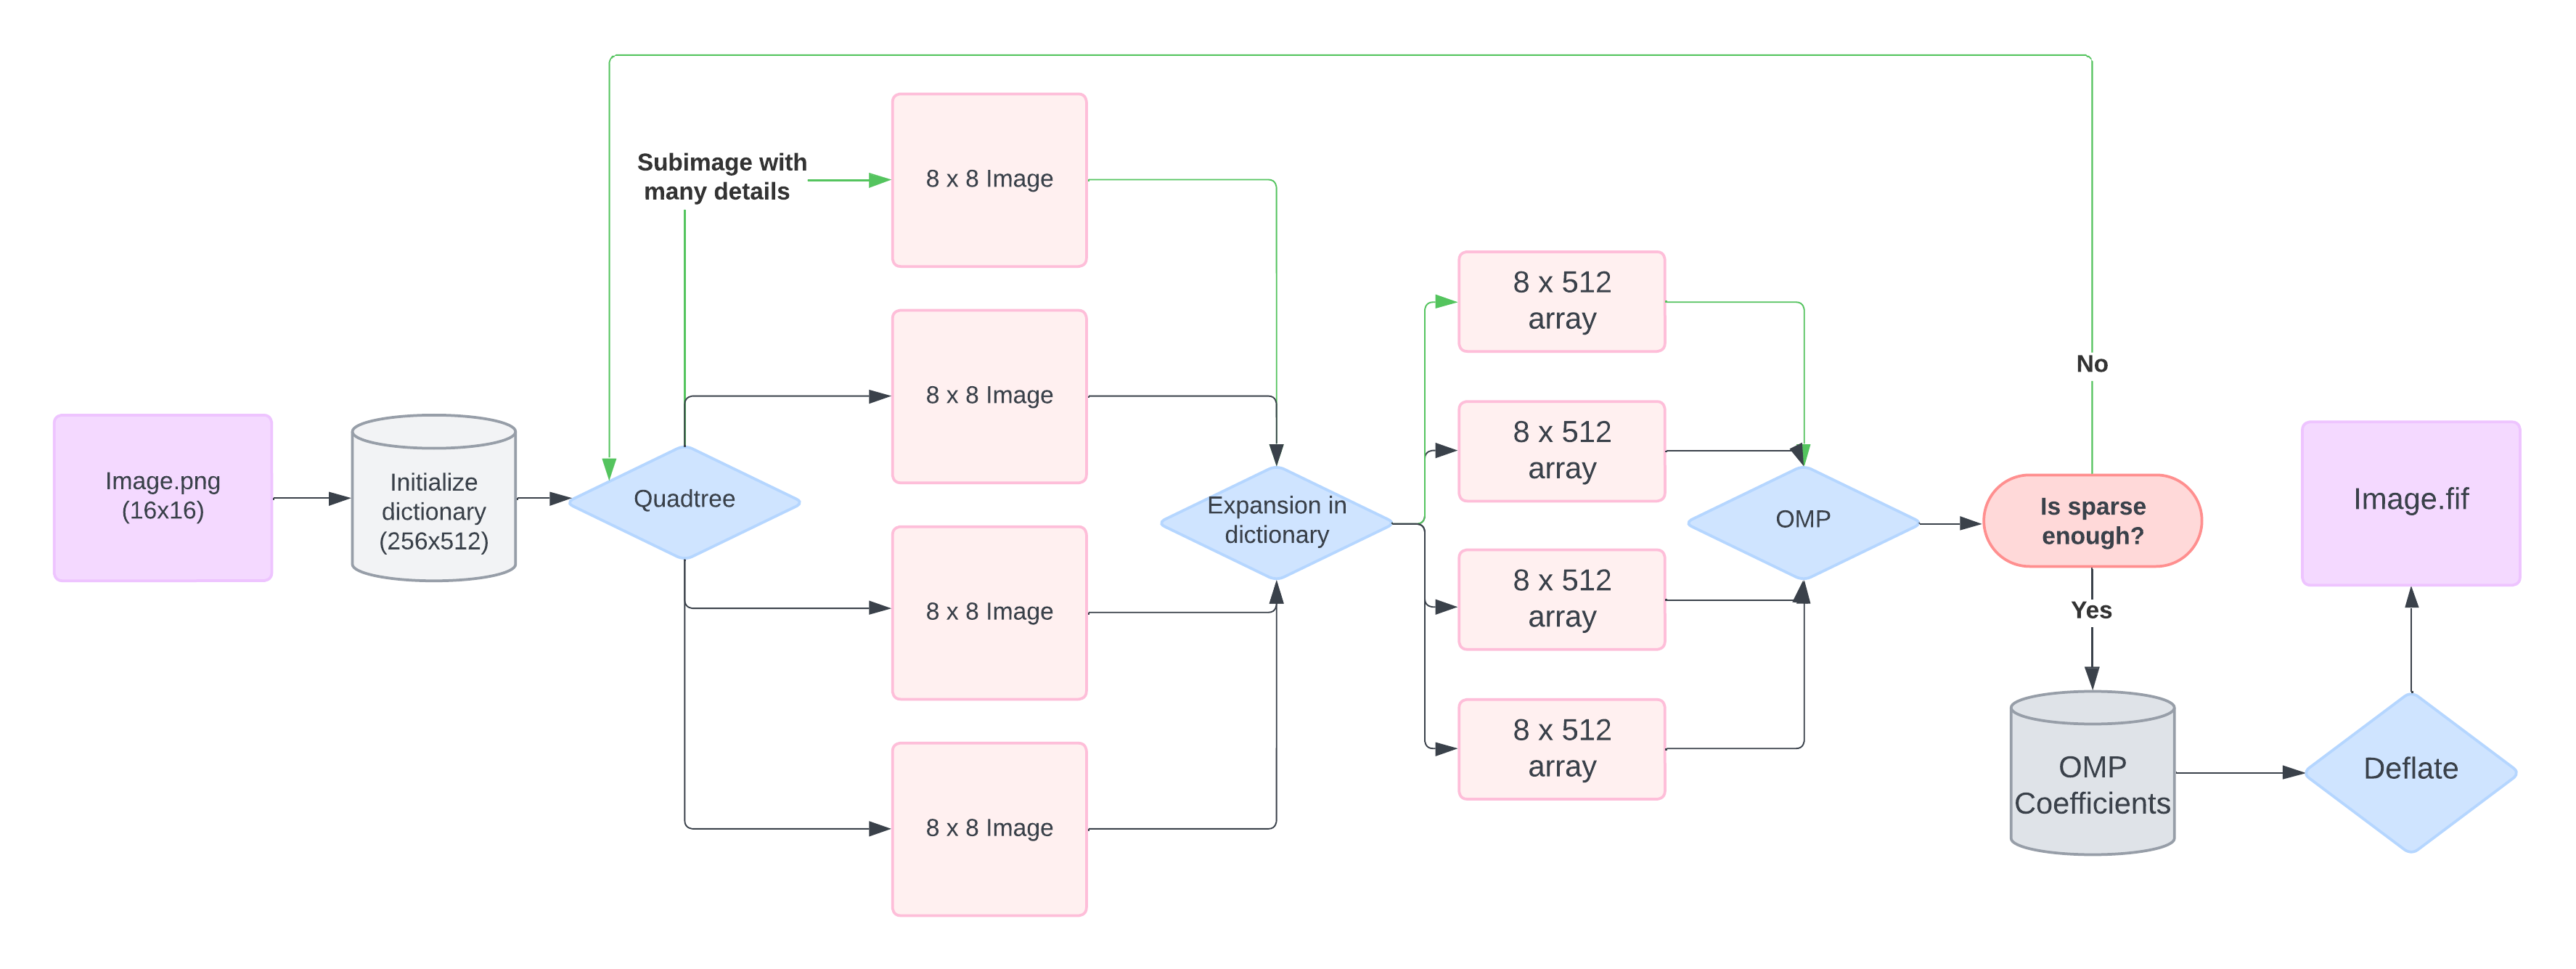 Image.png
(16x16)
Initialize
dictionary
(256x512)
Quadtree
Subimage with
many details
8 x 8 Image
8 x 8 Image
8 x 8 Image
8 x 8 Image
Expansion in
dictionary
8 x 512
array
8 x 512
array
8 x 512
array
8 x 512
array
OMP
Is sparse
enough?
No
Yes
OMP
Coefficients
Deflate
Image.fif